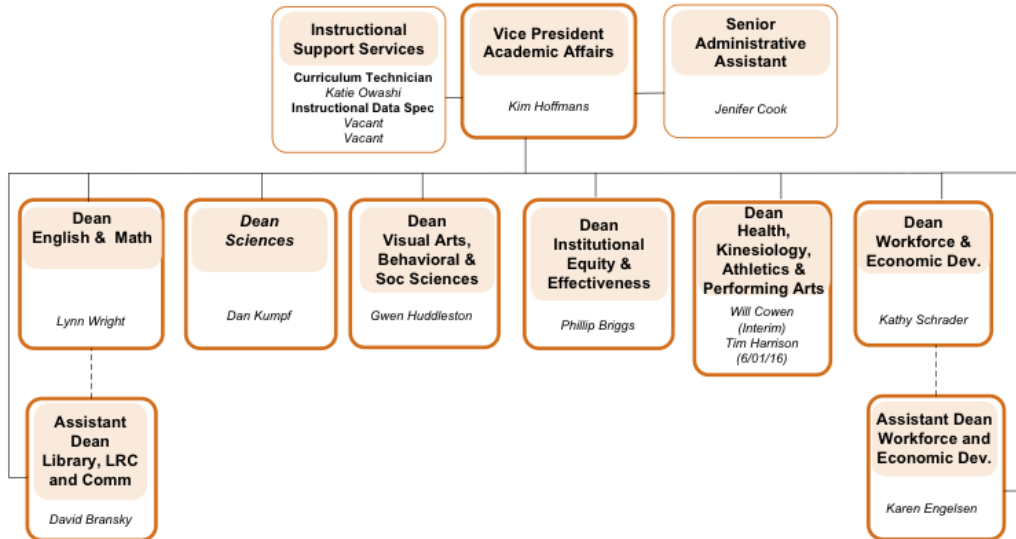 Instructional
Support Services
Curriculum Technician
Katie Owashi
Instructional Data Spec
Vacant
Vacant
Vice President
Academic Affairs
Kim Hoffmans
Senior
Administrative
Assistant
Jenifer Cook
Dean
English & Math
Lynn Wright
Dean
Sciences
Dan Kumpf
Dean
Visual Arts,
Behavioral &
Soc Sciences
Gwen Huddleston
Dean
Institutional
Equity &
Effectiveness
Phillip Briggs
Dean
Health,
Kinesiology,
Athletics &
Performing Arts
Will Cowen
(Interim)
Tim Harrison
(6/01/16)
Dean
Workforce &
Economic Dev.
Kathy Schrader
Assistant
Dean
Library, LRC
and Comm
David Bransky
Assistant Dean
Workforce and
Economic Dev.
Karen Engelsen